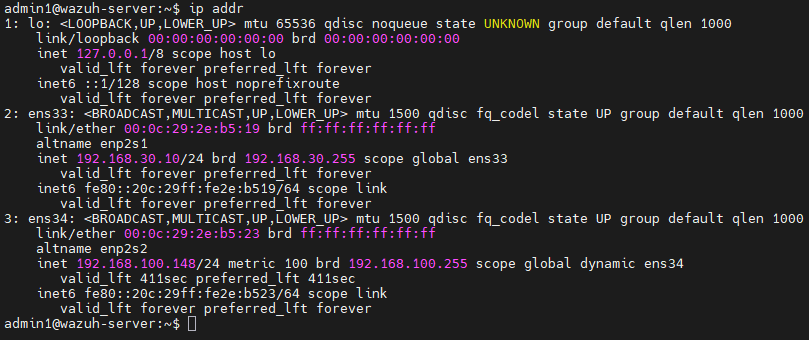 admin1@wazuh-server:~$ ip addr
1: lo: <LOOPBACK,UP,LOWER_UP> mtu 65536 qdisc noqueue state UNKNOWN group default qlen 1000
    link/loopback 00:00:00:00:00:00 brd 00:00:00:00:00:00
    inet 127.0.0.1/8 scope host lo
       valid_lft forever preferred_lft forever
    inet6 ::1/128 scope host noprefixroute
       valid_lft forever preferred_lft forever
2: ens33: <BROADCAST,MULTICAST,UP,LOWER_UP> mtu 1500 qdisc fq_codel state UP group default qlen 1000
    link/ether 00:0c:29:2e:b5:19 brd ff:ff:ff:ff:ff:ff
    altname enp2s1
    inet 192.168.30.10/24 brd 192.168.30.255 scope global ens33
       valid_lft forever preferred_lft forever
    inet6 fe80::20c:29ff:fe2e:b519/64 scope link
       valid_lft forever preferred_lft forever
3: ens34: <BROADCAST,MULTICAST,UP,LOWER_UP> mtu 1500 qdisc fq_codel state UP group default qlen 1000
    link/ether 00:0c:29:2e:b5:23 brd ff:ff:ff:ff:ff:ff
    altname enp2s2
    inet 192.168.100.148/24 metric 100 brd 192.168.100.255 scope global dynamic ens34
       valid_lft 411sec preferred_lft 411sec
    inet6 fe80::20c:29ff:fe2e:b523/64 scope link
       valid_lft forever preferred_lft forever
admin1@wazuh-server:~$